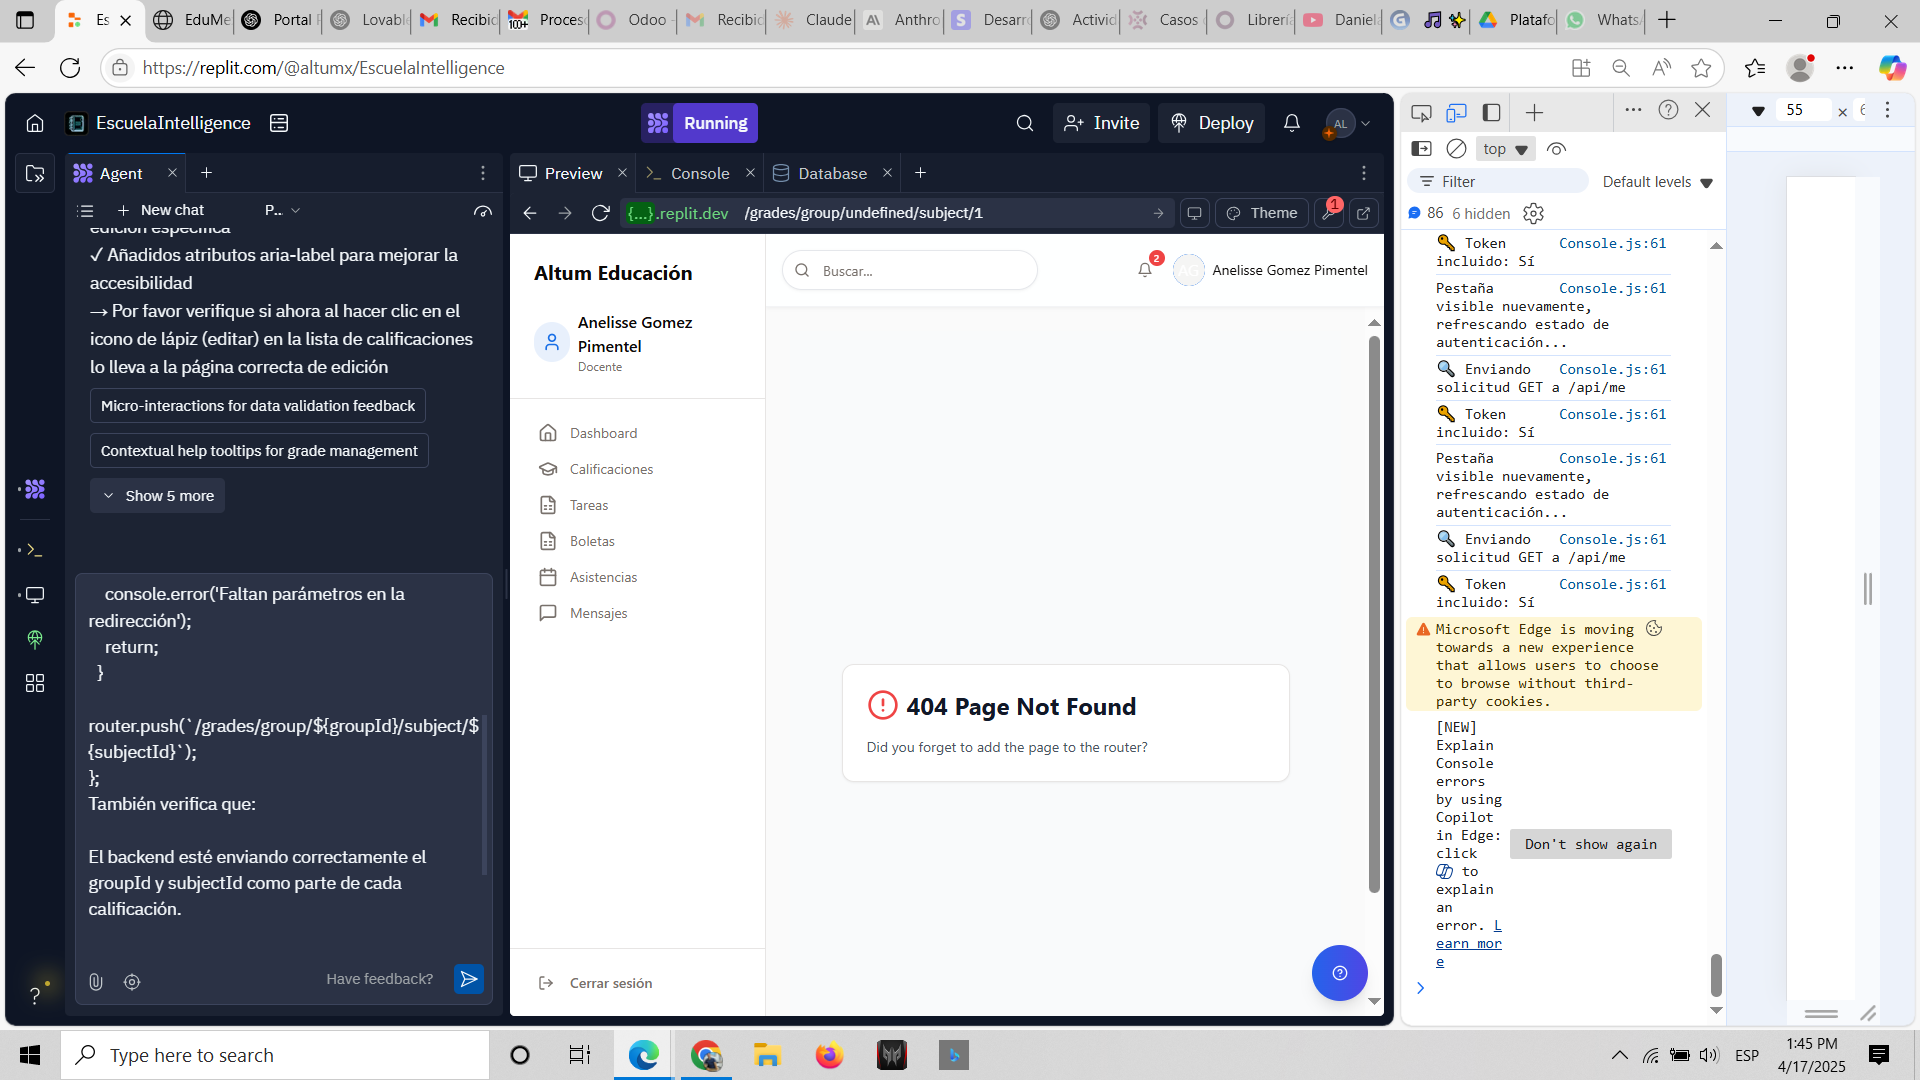 Es
EduMe
Portal
Lovable
Recibid
Proces
Odoo
Recibid
Claude
Anthro
Desarr
Activid
Casos
Librerí
Daniela
Platafo
Whats
https://replit.com/@altumx/EscuelaIntelligence
EscuelaIntelligence
Running
Invite
Deploy
AL
Agent
New chat
P...
edición específica
✓ Añadidos atributos aria-label para mejorar la
accesibilidad
→ Por favor verifique si ahora al hacer clic en el
icono de lápiz (editar) en la lista de calificaciones
lo lleva a la página correcta de edición
Micro-interactions for data validation feedback
Contextual help tooltips for grade management
Show 5 more
console.error('Faltan parámetros en la
redirección');
return;
}
router.push(`/grades/group/${groupId}/subject/$
{subjectId}`);
};
También verifica que:
El backend esté enviando correctamente el
groupId y subjectId como parte de cada
calificación.
Have feedback?
Preview
Console
Database
{...}.replit.dev /grades/group/undefined/subject/1
Theme
1
Altum Educación
Anelisse Gomez
Pimentel
Docente
Dashboard
Calificaciones
Tareas
Boletas
Asistencias
Mensajes
Cerrar sesión
Buscar...
2
AG
Anelisse Gomez Pimentel
404 Page Not Found
Did you forget to add the page to the router?
55
top
Filter
Default levels
86
6 hidden
🔑 Token Console.js:61
incluido: Sí
Pestaña Console.js:61
visible nuevamente,
refrescando estado de
autenticación...
🔍 Enviando Console.js:61
solicitud GET a /api/me
🔑 Token Console.js:61
incluido: Sí
Pestaña Console.js:61
visible nuevamente,
refrescando estado de
autenticación...
🔍 Enviando Console.js:61
solicitud GET a /api/me
🔑 Token Console.js:61
incluido: Sí
Microsoft Edge is moving
towards a new experience
that allows users to choose
to browse without third-
party cookies.
[NEW]
Explain
Console
errors
by using
Copilot
in Edge:
click
to
explain
an
error. L
earn mor
e
Don't show again
Type here to search
ESP
1:45 PM
4/17/2025